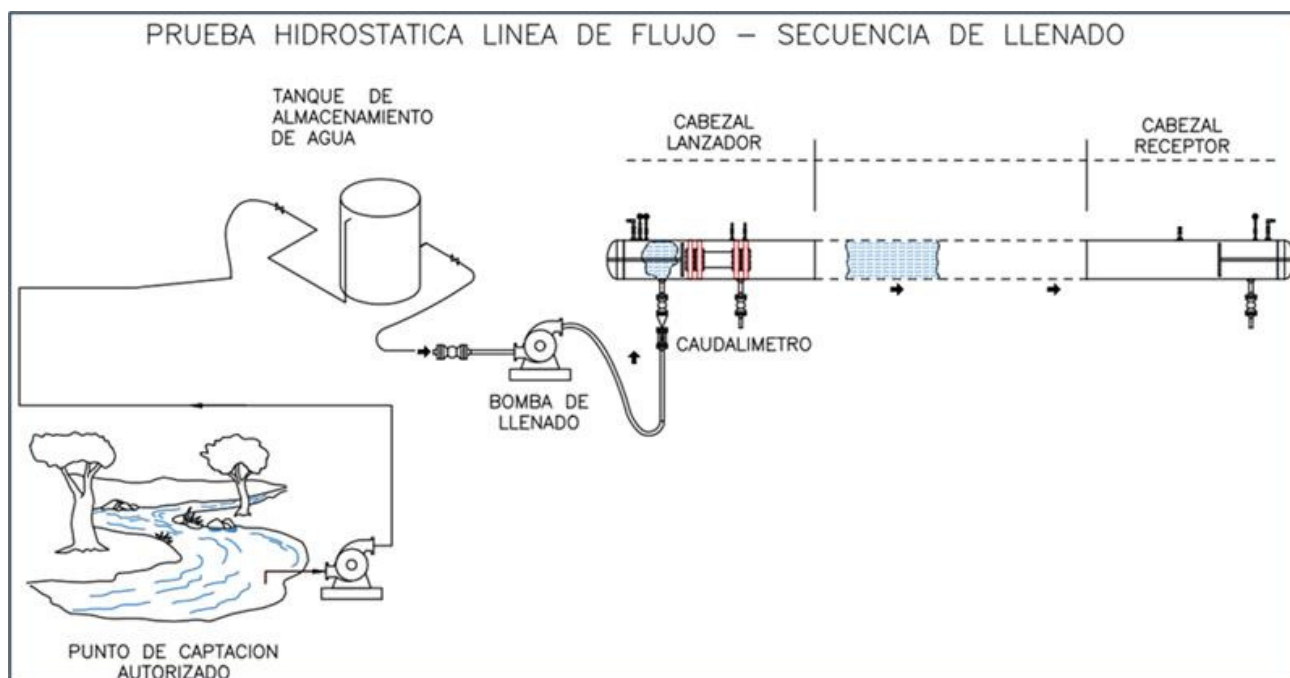 PRUEBA HIDROSTATICA LINEA DE FLUJO – SECUENCIA DE LLENADO
TANQUE DE
ALMACENAMIENTO
DE AGUA
CABEZAL
LANZADOR
CABEZAL
RECEPTOR
CAUDALIMETRO
BOMBA DE
LLENADO
PUNTO DE CAPTACION
AUTORIZADO